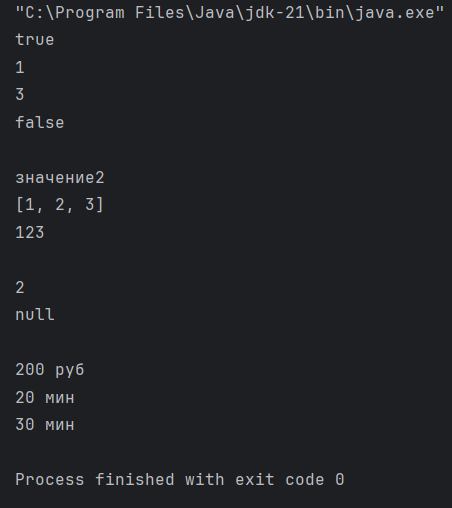 "C:\Program Files\Java\jdk-21\bin\java.exe"
true
1
3
false
значение2
[1, 2, 3]
123
2
null
200 руб
20 мин
30 мин
Process finished with exit code 0